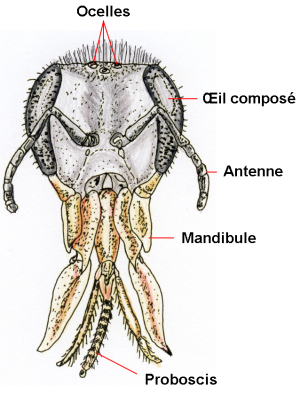 Ocelles
Œil composé
Antenne
Mandibule
Proboscis